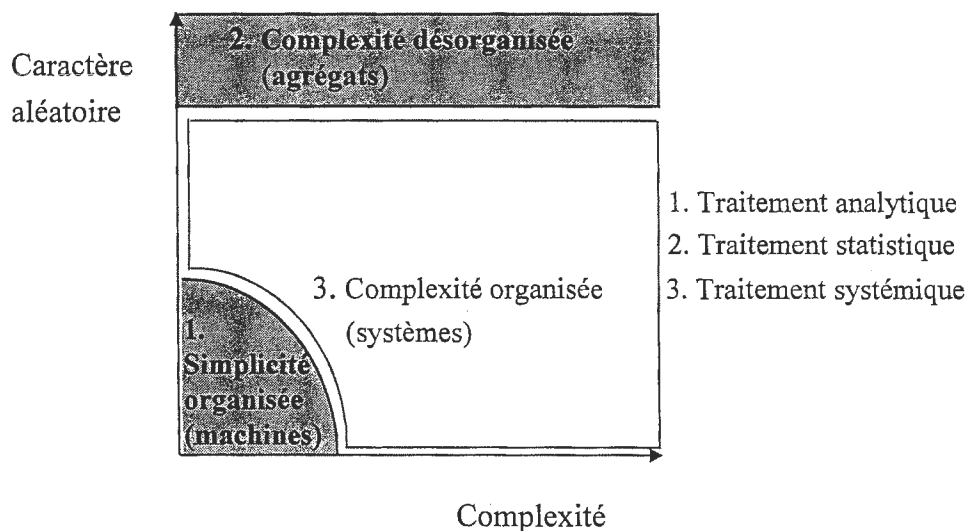 2. Complexité désorganisée
(agrégats)
Caractère
aléatoire
1. Traitement analytique
2. Traitement statistique
3. Traitement systémique
3. Complexité organisée
(systèmes)
1.
Simplicité
organisée
(machines)
Complexité